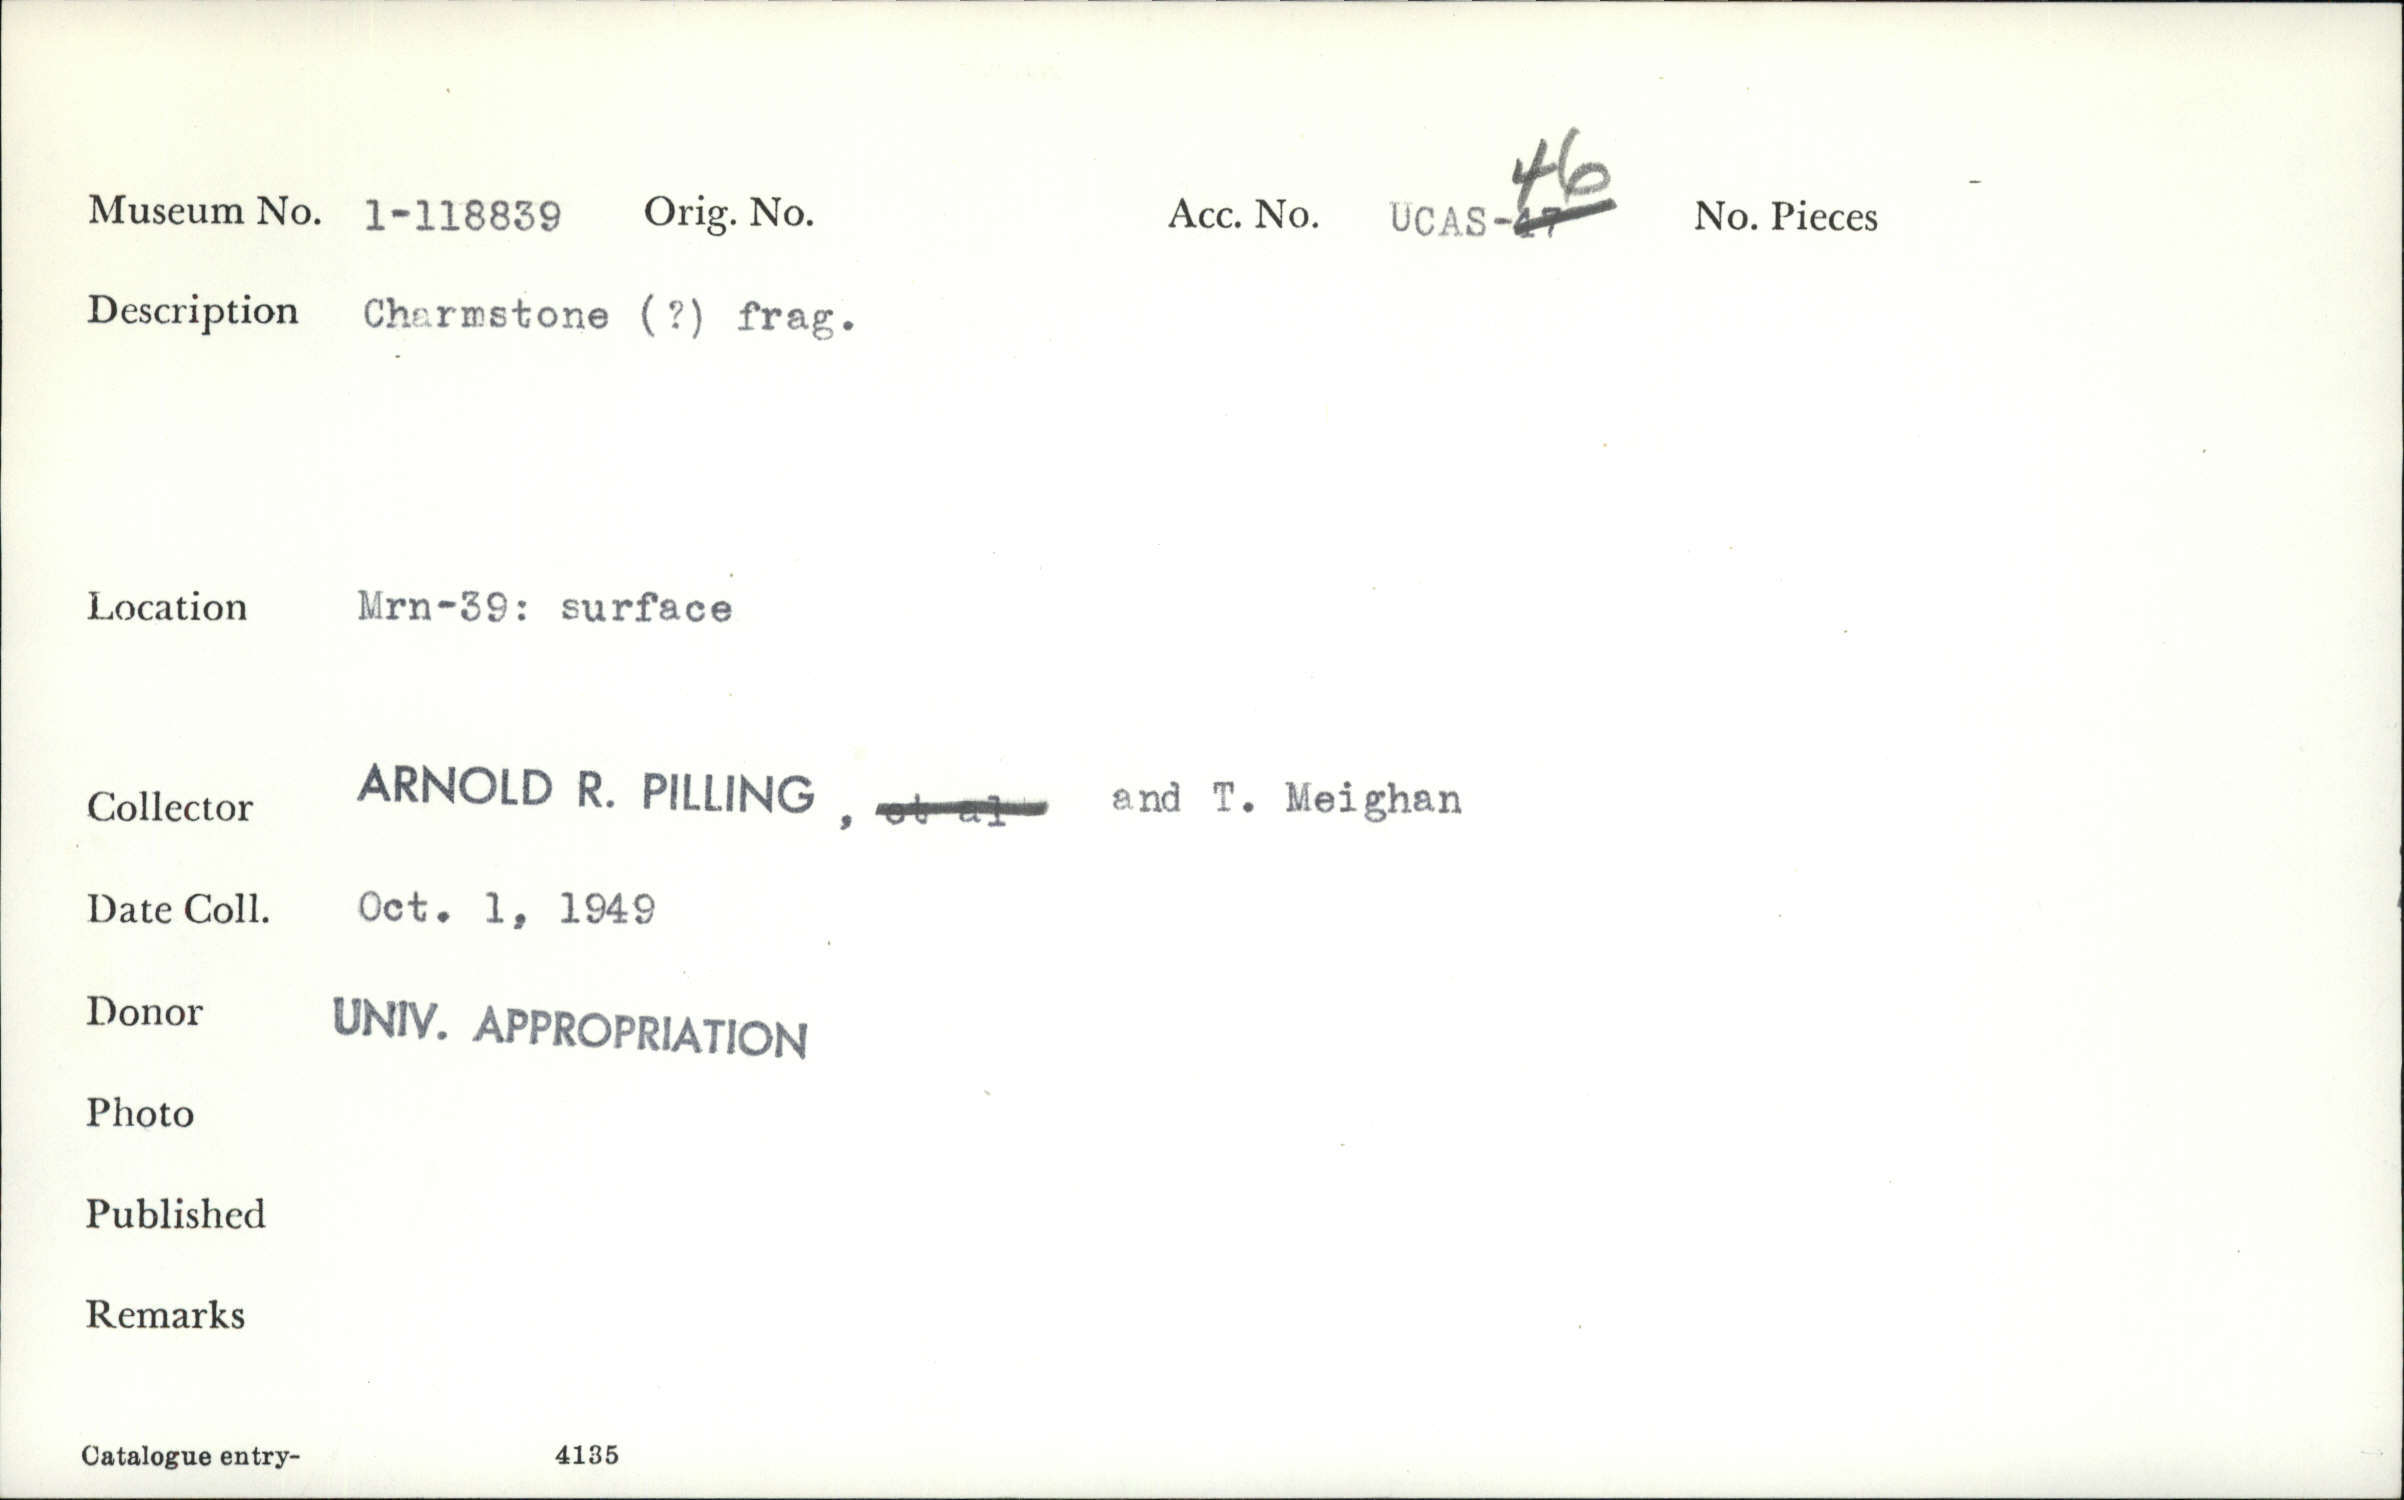 Museum No. 1-118839 Orig. No. Acc. No. UCAS-47 46 No. Pieces
Description Charmstone (?) frag.
Location Mrn-39: surface
Collector ARNOLD R. PILLING, et al and T. Meighan
Date Coll. Oct. 1, 1949
Donor UNIV. APPROPRIATION
Photo
Published
Remarks
Catalogue entry- 4135